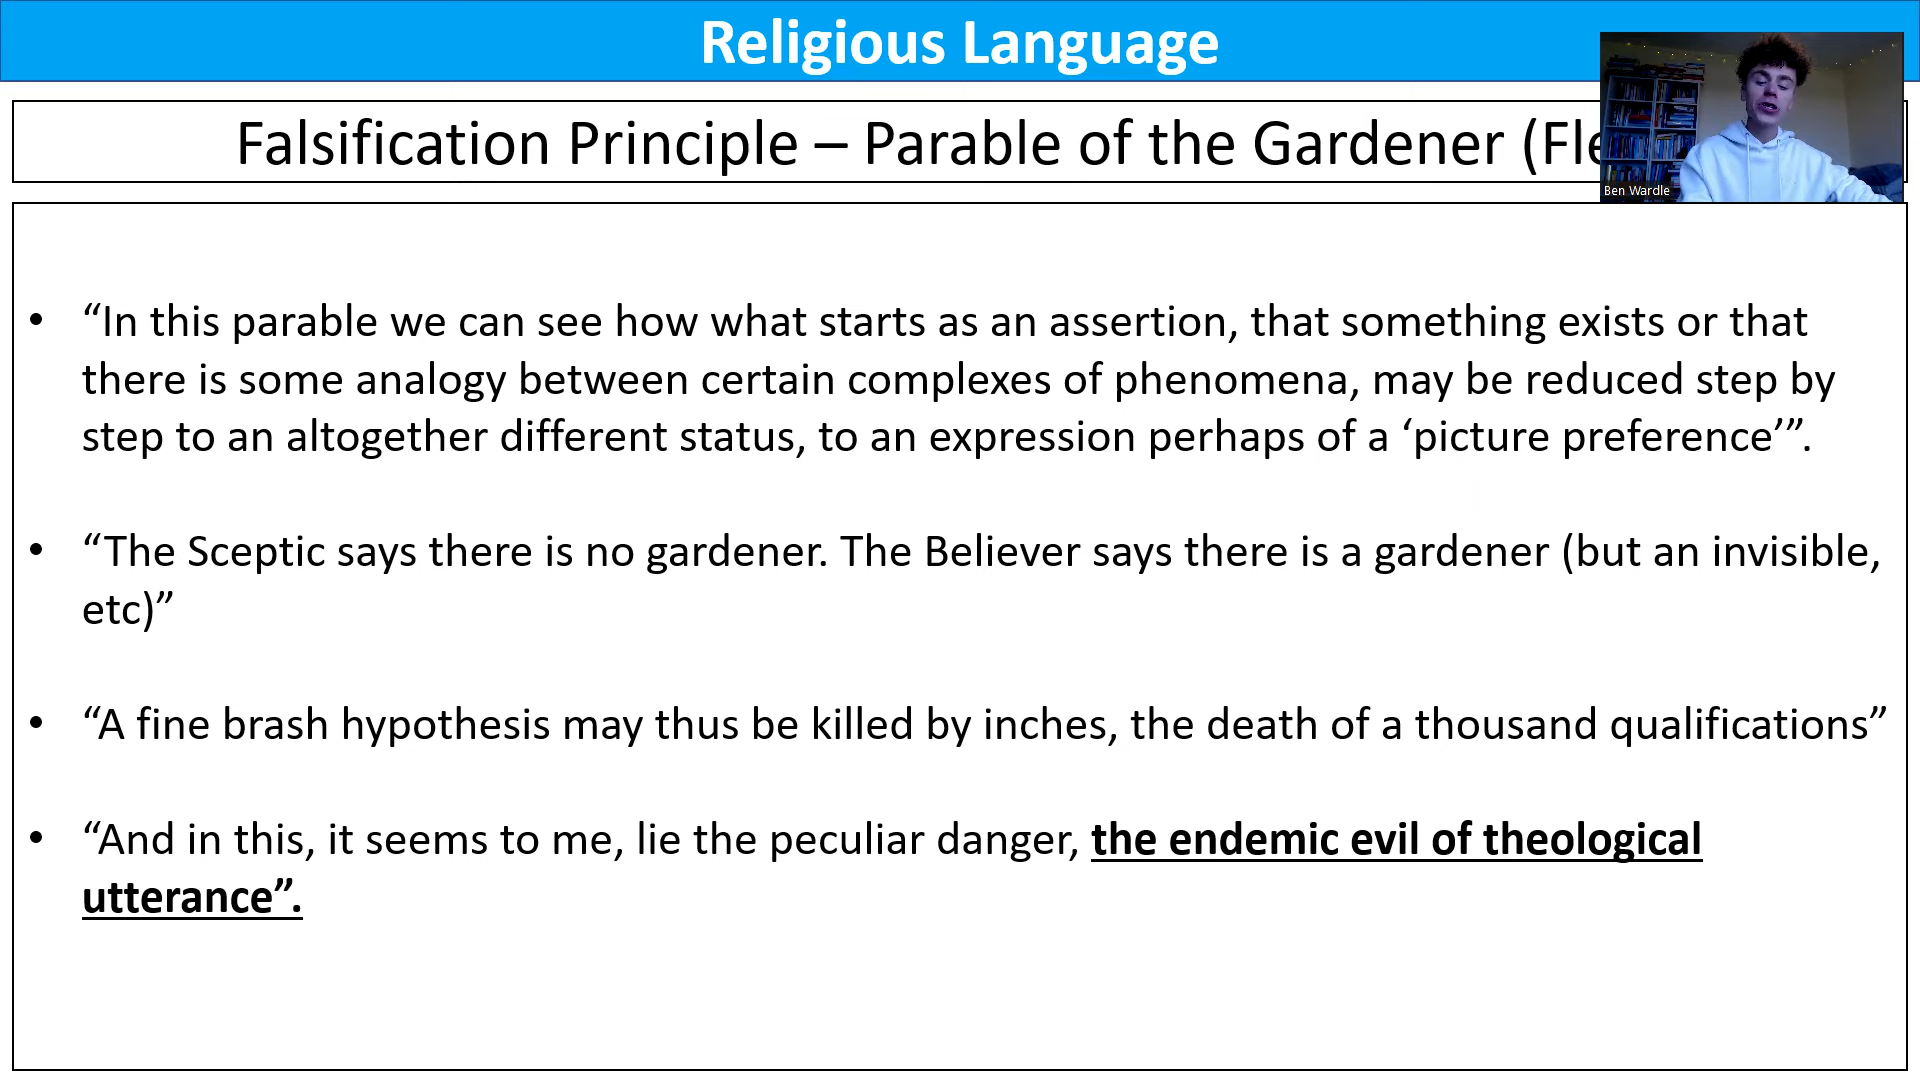 Religious Language
Falsification Principle – Parable of the Gardener (Fle
Ben Wardle
• “In this parable we can see how what starts as an assertion, that something exists or that
there is some analogy between certain complexes of phenomena, may be reduced step by
step to an altogether different status, to an expression perhaps of a ‘picture preference’”.
• “The Sceptic says there is no gardener. The Believer says there is a gardener (but an invisible,
etc)”
• “A fine brash hypothesis may thus be killed by inches, the death of a thousand qualifications”
• “And in this, it seems to me, lie the peculiar danger, the endemic evil of theological
utterance”.